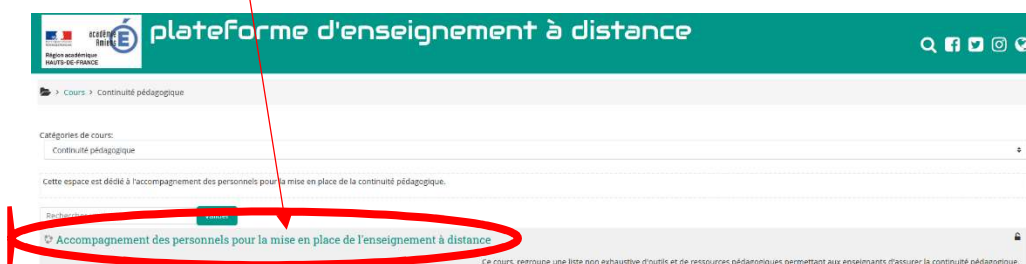 académie
Amiens
É
Région académique
HAUTS-DE-FRANCE
plateforme d'enseignement à distance
> Cours > Continuité pédagogique
Catégories de cours:
Continuité pédagogique
Cette espace est dédié à l'accompagnement des personnels pour la mise en place de la continuité pédagogique.
Accompagnement des personnels pour la mise en place de l'enseignement à distance
Ce cours, regroupe une liste non exhaustive d'outils et de ressources pédagogiques permettant aux enseignants d'assurer la continuité pédagogique.